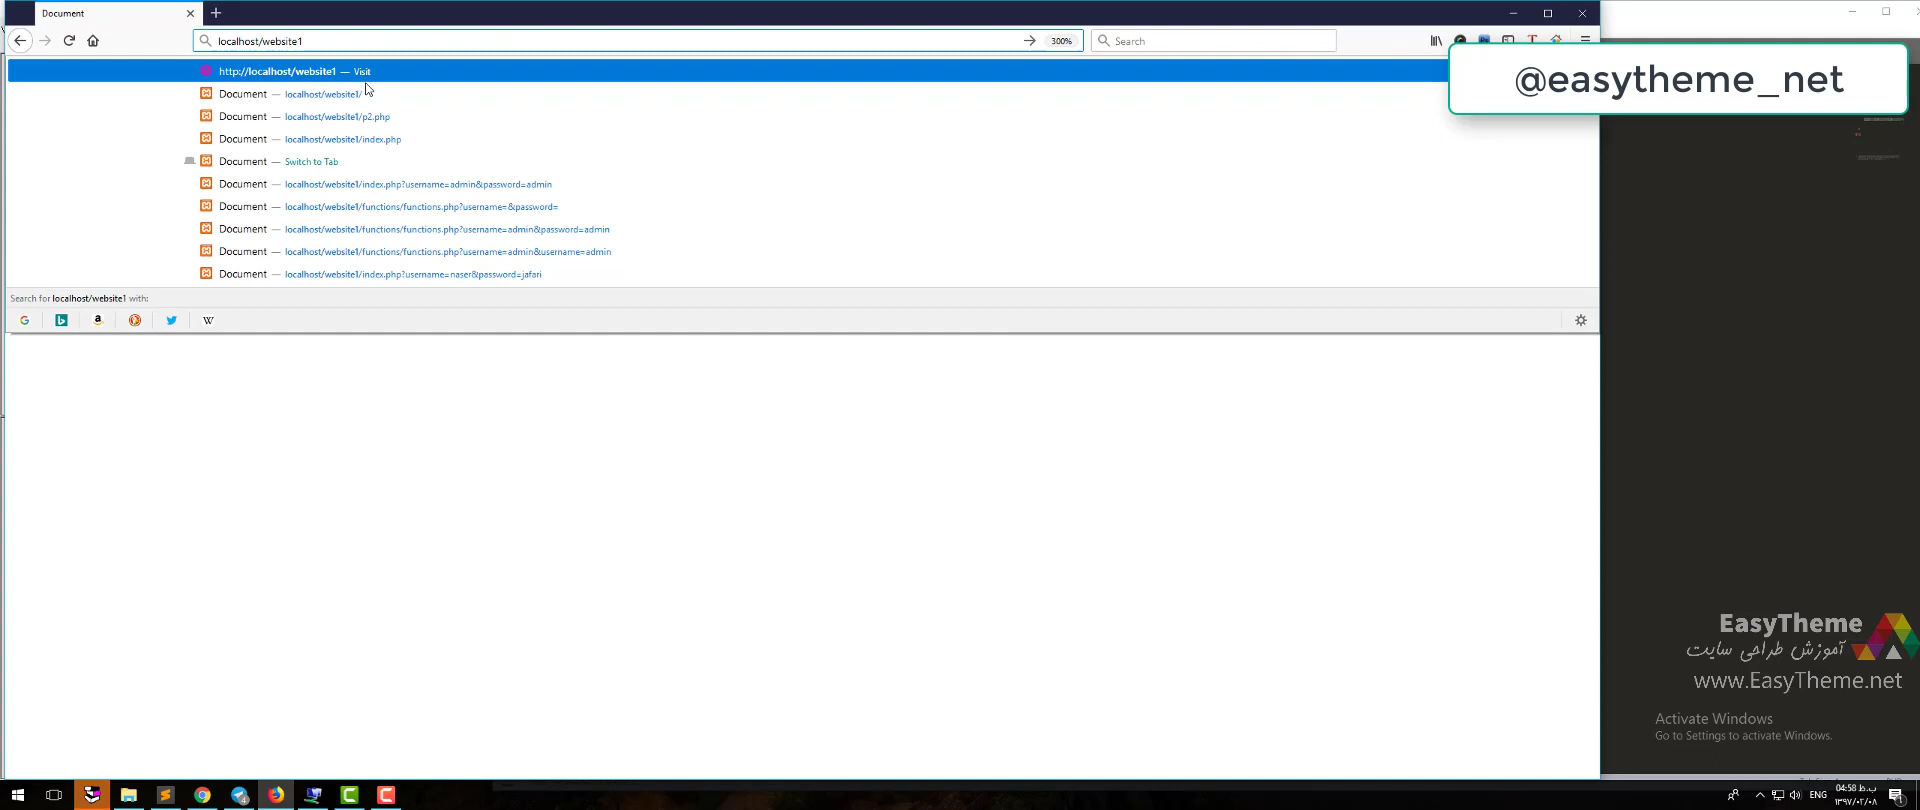 Document
localhost/website1
300%
Search
http://localhost/website1 — Visit
Document — localhost/website1/
Document — localhost/website1/p2.php
Document — localhost/website1/index.php
Document — Switch to Tab
Document — localhost/website1/index.php?username=admin&password=admin
Document — localhost/website1/functions/functions.php?username=&password=
Document — localhost/website1/functions/functions.php?username=admin&password=admin
Document — localhost/website1/functions/functions.php?username=admin&username=admin
Document — localhost/website1/index.php?username=naser&password=jafari
Search for localhost/website1 with:
@easytheme_net
EasyTheme
آموزش طراحی سایت
www.EasyTheme.net
Activate Windows
Go to Settings to activate Windows.
ENG
04:58 ب.ظ
۱۳۹۷/۰۲/۰۸